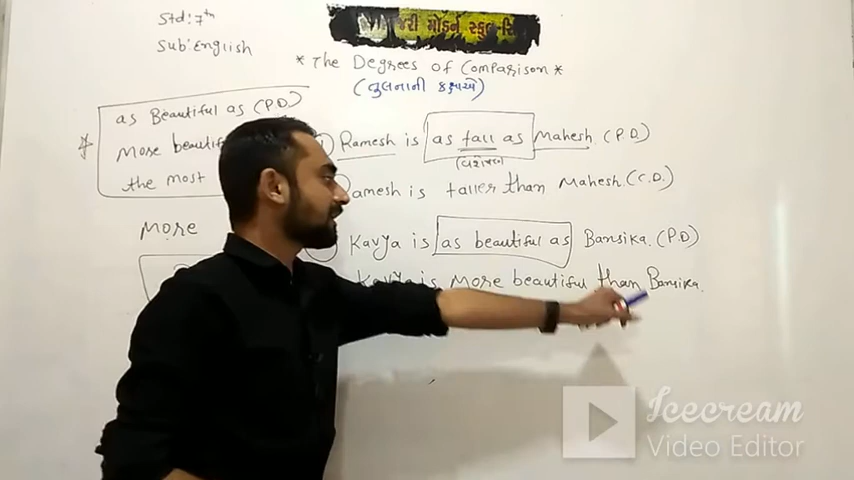 Std: 7th
Sub: English
મોડર્ન સ્કુલ
* The Degrees of Comparison *
(તુલનાની કક્ષાઓ)
as Beautiful as (P.D)
More beautif
the most
More
Ramesh is as tall as Mahesh (P.D)
(વિશેષણ)
amesh is taller than Mahesh. (C.D.)
Kavya is as beautiful as Bansika. (P.D)
Kavya is More beautiful than Bansika.
Icecream
Video Editor